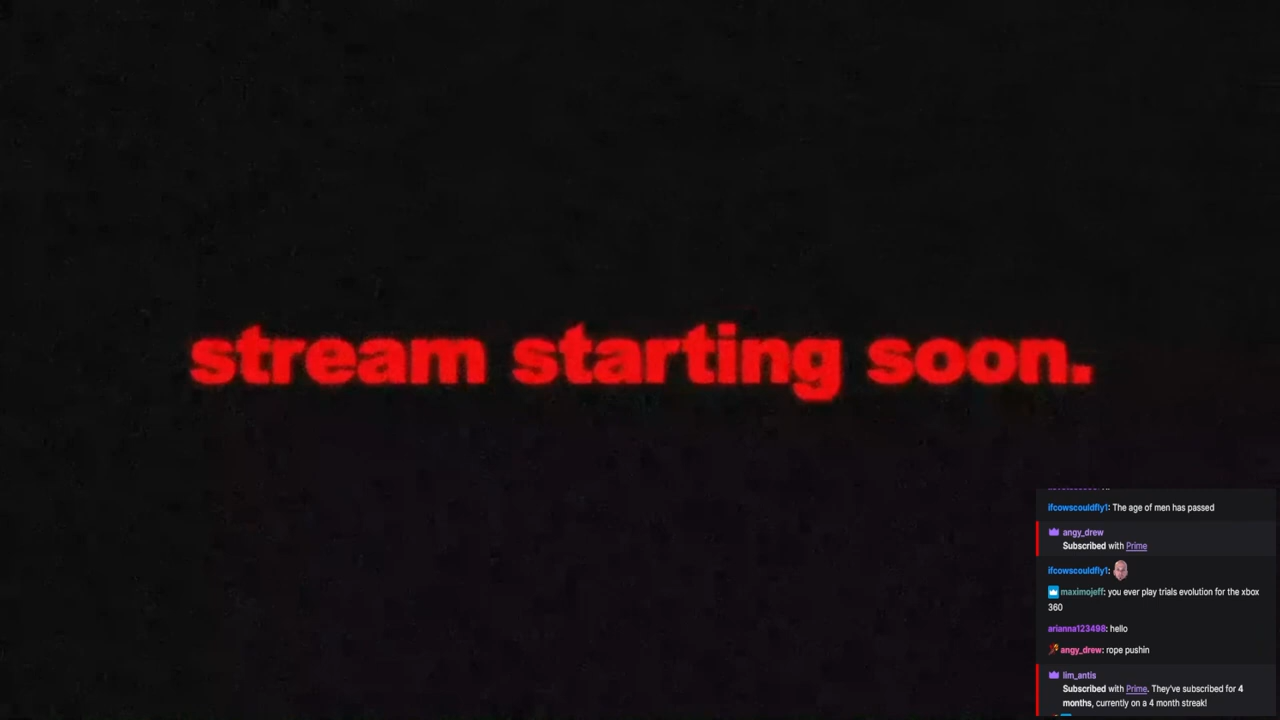 stream starting soon.
ifcowscouldfly1: The age of men has passed
angy_drew
Subscribed with Prime
ifcowscouldfly1:
maximojeff: you ever play trials evolution for the xbox
360
arianna123498: hello
angy_drew: rope pushin
lim_antis
Subscribed with Prime. They've subscribed for 4
months, currently on a 4 month streak!